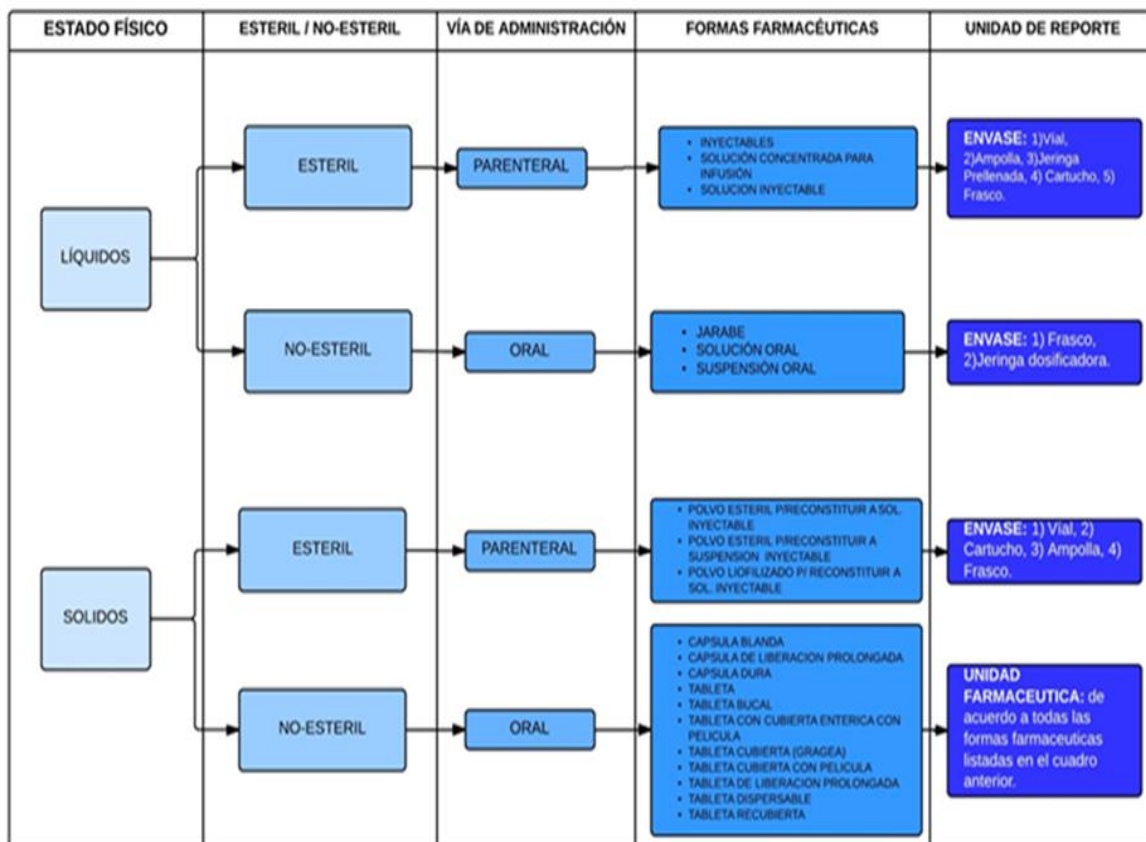 ESTADO FÍSICO
ESTERIL / NO-ESTERIL
VÍA DE ADMINISTRACIÓN
FORMAS FARMACÉUTICAS
UNIDAD DE REPORTE
LÍQUIDOS
ESTERIL
PARENTERAL
• INYECTABLES
• SOLUCIÓN CONCENTRADA PARA
INFUSIÓN
• SOLUCION INYECTABLE
ENVASE: 1)Vial,
2)Ampolla, 3)Jeringa
Prellenada, 4) Cartucho, 5)
Frasco.
NO-ESTERIL
ORAL
• JARABE
• SOLUCIÓN ORAL
• SUSPENSIÓN ORAL
ENVASE: 1) Frasco,
2)Jeringa dosificadora.
SOLIDOS
ESTERIL
PARENTERAL
• POLVO ESTERIL P/RECONSTITUIR A SOL.
INYECTABLE
• POLVO ESTERIL P/RECONSTITUIR A
SUSPENSION INYECTABLE
• POLVO LIOFILIZADO P/ RECONSTITUIR A
SOL. INYECTABLE
ENVASE: 1) Vial, 2)
Cartucho, 3) Ampolla, 4)
Frasco.
NO-ESTERIL
ORAL
• CAPSULA BLANDA
• CAPSULA DE LIBERACION PROLONGADA
• CAPSULA DURA
• TABLETA
• TABLETA BUCAL
• TABLETA CON CUBIERTA ENTERICA CON
PELICULA
• TABLETA CUBIERTA (GRAGEA)
• TABLETA CUBIERTA CON PELICULA
• TABLETA DE LIBERACION PROLONGADA
• TABLETA DISPERSABLE
• TABLETA RECUBIERTA
UNIDAD
FARMACEUTICA: de
acuerdo a todas las
formas farmaceuticas
listadas en el cuadro
anterior.